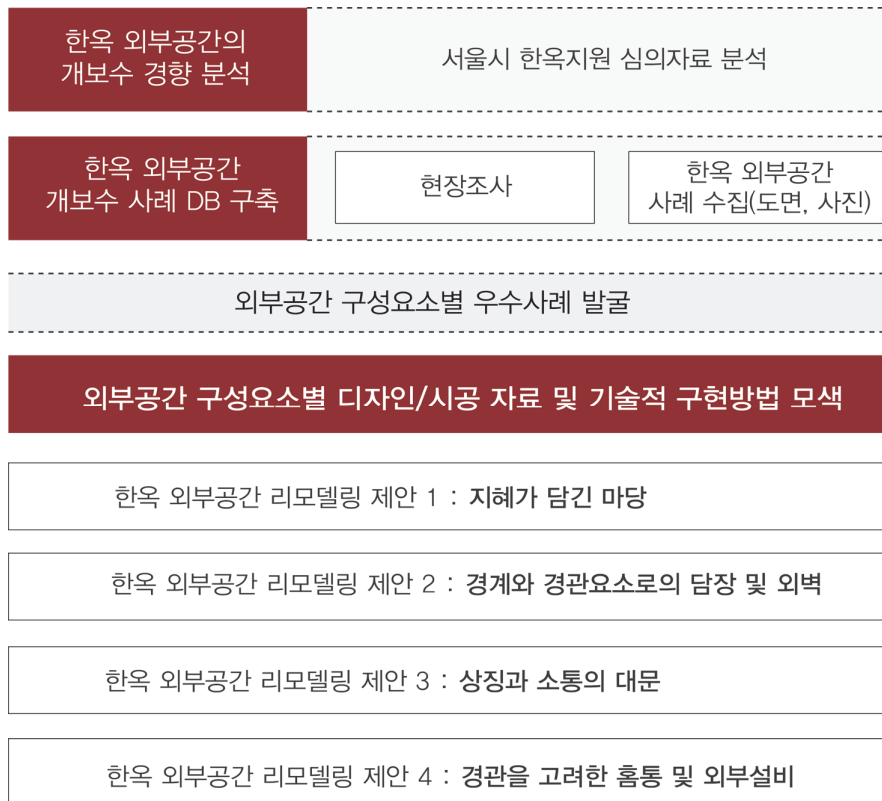 한옥 외부공간의
개보수 경향 분석
서울시 한옥지원 심의자료 분석
한옥 외부공간
개보수 사례 DB 구축
현장조사
한옥 외부공간
사례 수집(도면, 사진)
외부공간 구성요소별 우수사례 발굴
외부공간 구성요소별 디자인/시공 자료 및 기술적 구현방법 모색
한옥 외부공간 리모델링 제안 1 : 지혜가 담긴 마당
한옥 외부공간 리모델링 제안 2 : 경계와 경관요소로의 담장 및 외벽
한옥 외부공간 리모델링 제안 3 : 상징과 소통의 대문
한옥 외부공간 리모델링 제안 4 : 경관을 고려한 홈통 및 외부설비